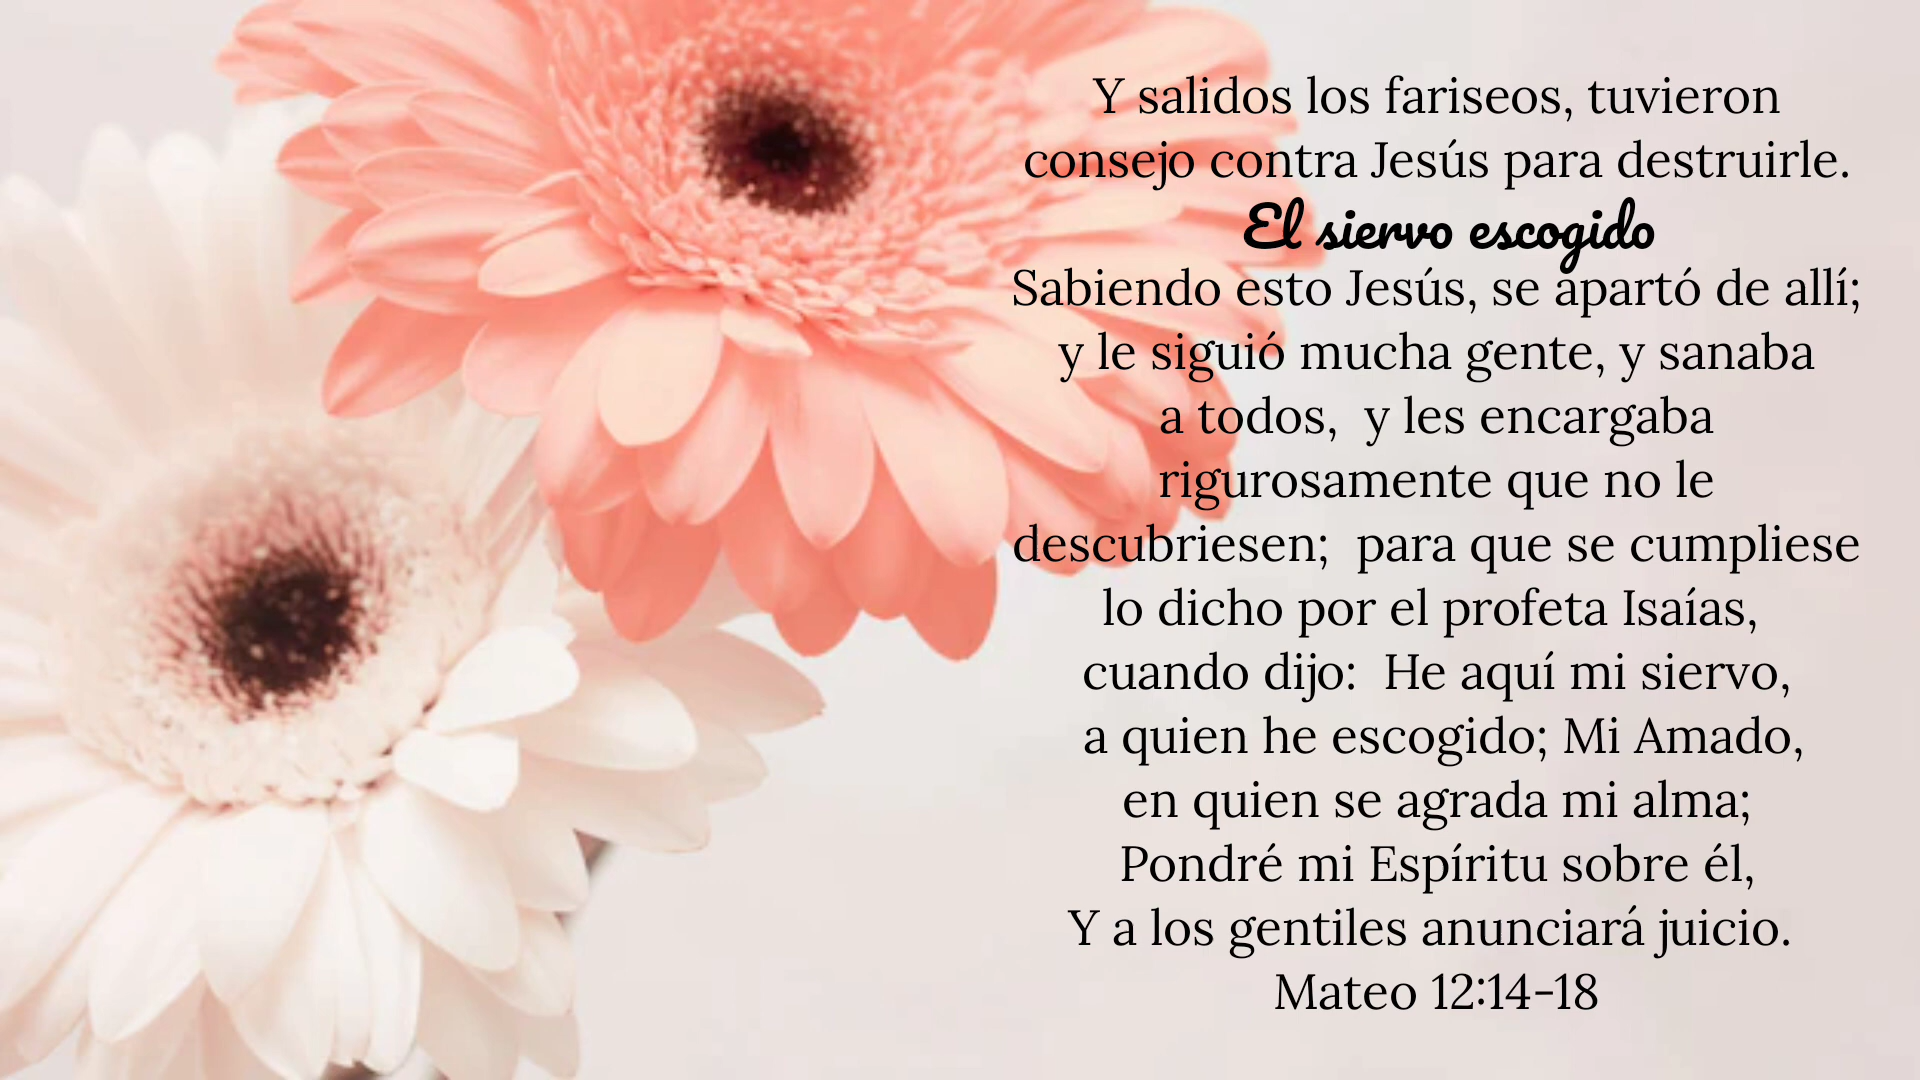 Y salidos los fariseos, tuvieron
consejo contra Jesús para destruirle.
El siervo escogido
Sabiendo esto Jesús, se apartó de allí;
y le siguió mucha gente, y sanaba
a todos,  y les encargaba
rigurosamente que no le
descubriesen;  para que se cumpliese
lo dicho por el profeta Isaías,
cuando dijo:  He aquí mi siervo,
a quien he escogido; Mi Amado,
en quien se agrada mi alma;
Pondré mi Espíritu sobre él,
Y a los gentiles anunciará juicio.
Mateo 12:14-18